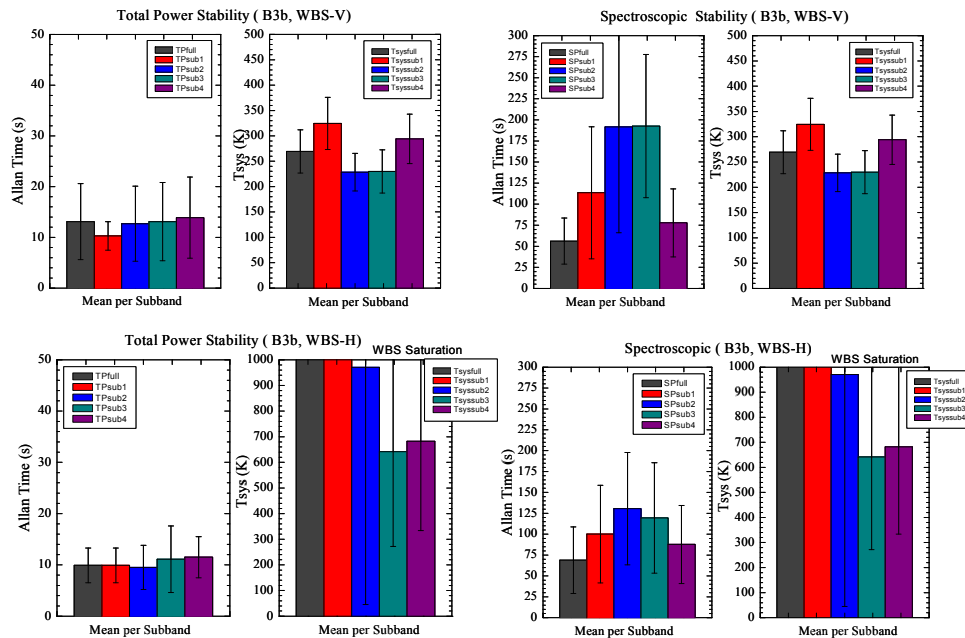 Total Power Stability ( B3b, WBS-V)
Spectroscopic Stability ( B3b, WBS-V)
50
40
30
20
10
0
Allan Time (s)
TPfull
TPsub1
TPsub2
TPsub3
TPsub4
Mean per Subband
500
450
400
350
300
250
200
150
100
50
0
Tsys (K)
Tsysfull
Tsyssub1
Tsyssub2
Tsyssub3
Tsyssub4
Mean per Subband
300
275
250
225
200
175
150
125
100
75
50
25
0
Allan Time (s)
SPfull
SPsub1
SPsub2
SPsub3
SPsub4
Mean per Subband
500
450
400
350
300
250
200
150
100
50
0
Tsys (K)
Tsysfull
Tsyssub1
Tsyssub2
Tsyssub3
Tsyssub4
Mean per Subband
Total Power Stability ( B3b, WBS-H)
WBS Saturation
Spectroscopic ( B3b, WBS-H)
WBS Saturation
50
40
30
20
10
0
Allan Time (s)
TPfull
TPsub1
TPsub2
TPsub3
TPsub4
Mean per Subband
1000
900
800
700
600
500
400
300
200
100
0
Tsys (K)
Tsysfull
Tsyssub1
Tsyssub2
Tsyssub3
Tsyssub4
Mean per Subband
300
275
250
225
200
175
150
125
100
75
50
25
0
Allan Time (s)
SPfull
SPsub1
SPsub2
SPsub3
SPsub4
Mean per Subband
1000
900
800
700
600
500
400
300
200
100
0
Tsys (K)
Tsysfull
Tsyssub1
Tsyssub2
Tsyssub3
Tsyssub4
Mean per Subband